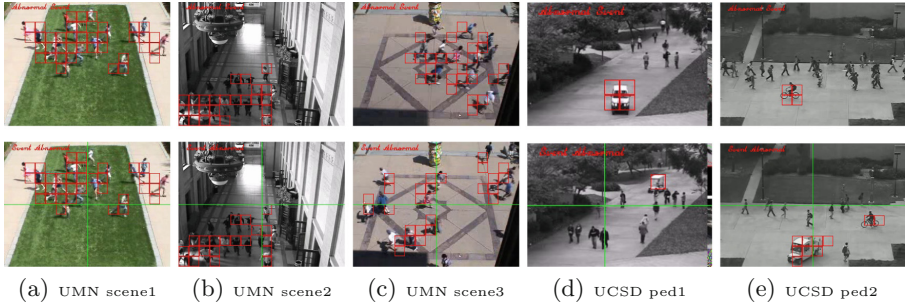 Abnormal Event
Abnormal Event
Abnormal Event
Abnormal Event
Abnormal Event
Event Abnormal
Event Abnormal
Event Abnormal
Event Abnormal
Event Abnormal
(a) UMN scene1
(b) UMN scene2
(c) UMN scene3
(d) UCSD ped1
(e) UCSD ped2